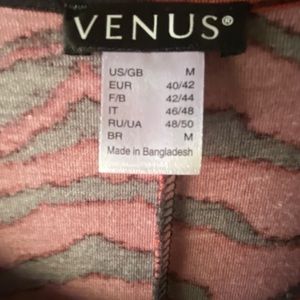 VENUS®
US/GB M
EUR 40/42
F/B 42/44
IT 46/48
RU/UA 48/50
BR M
Made in Bangladesh